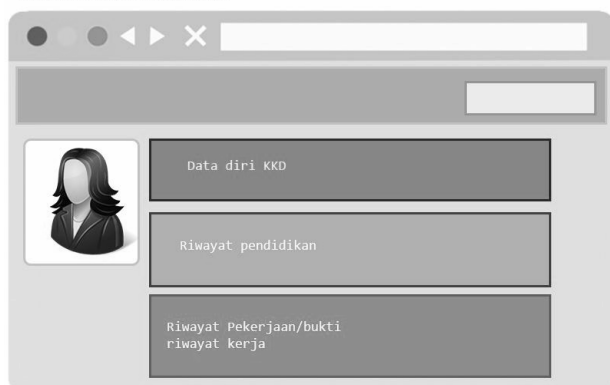 Data diri KKD
Riwayat pendidikan
Riwayat Pekerjaan/bukti
riwayat kerja